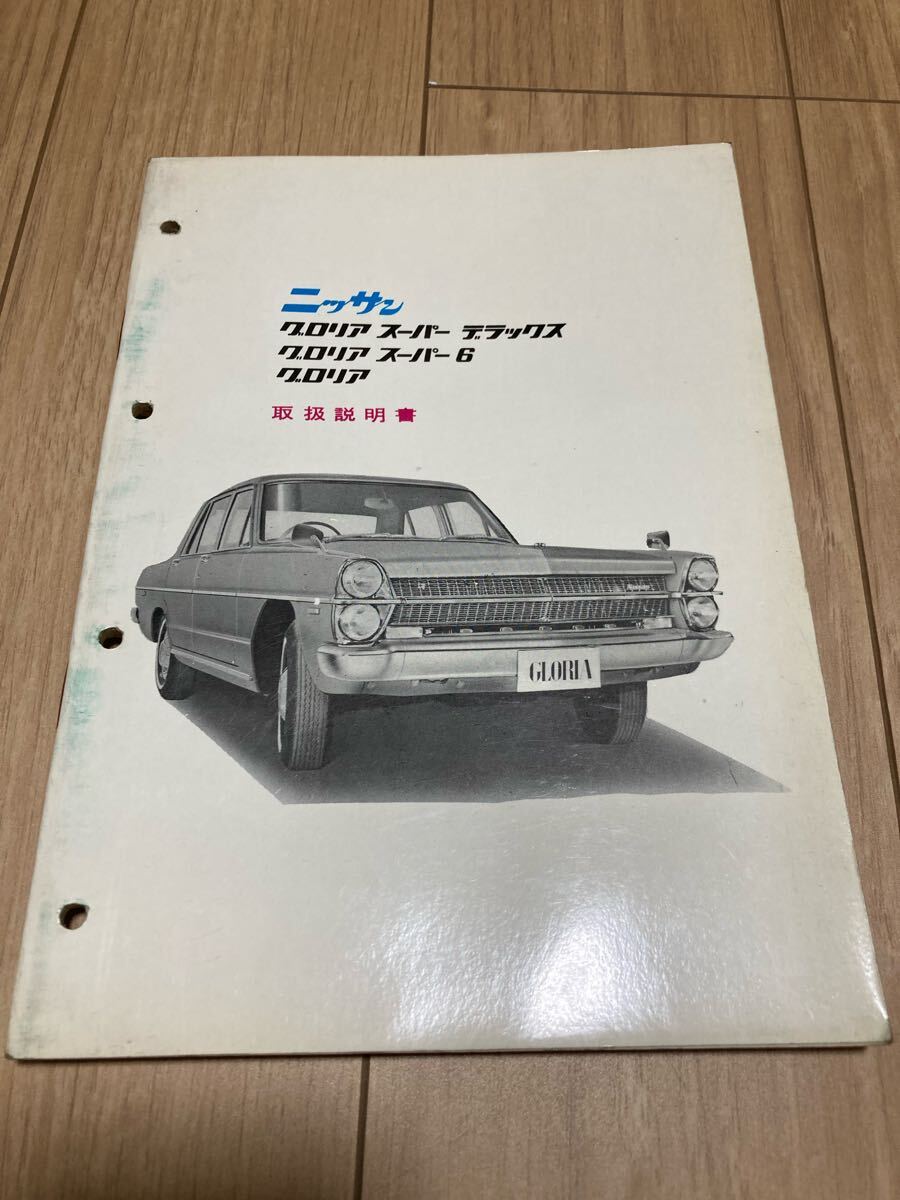 ニッサン
グロリア スーパー デラックス
グロリア スーパー6
グロリア
取扱説明書
GLORIA